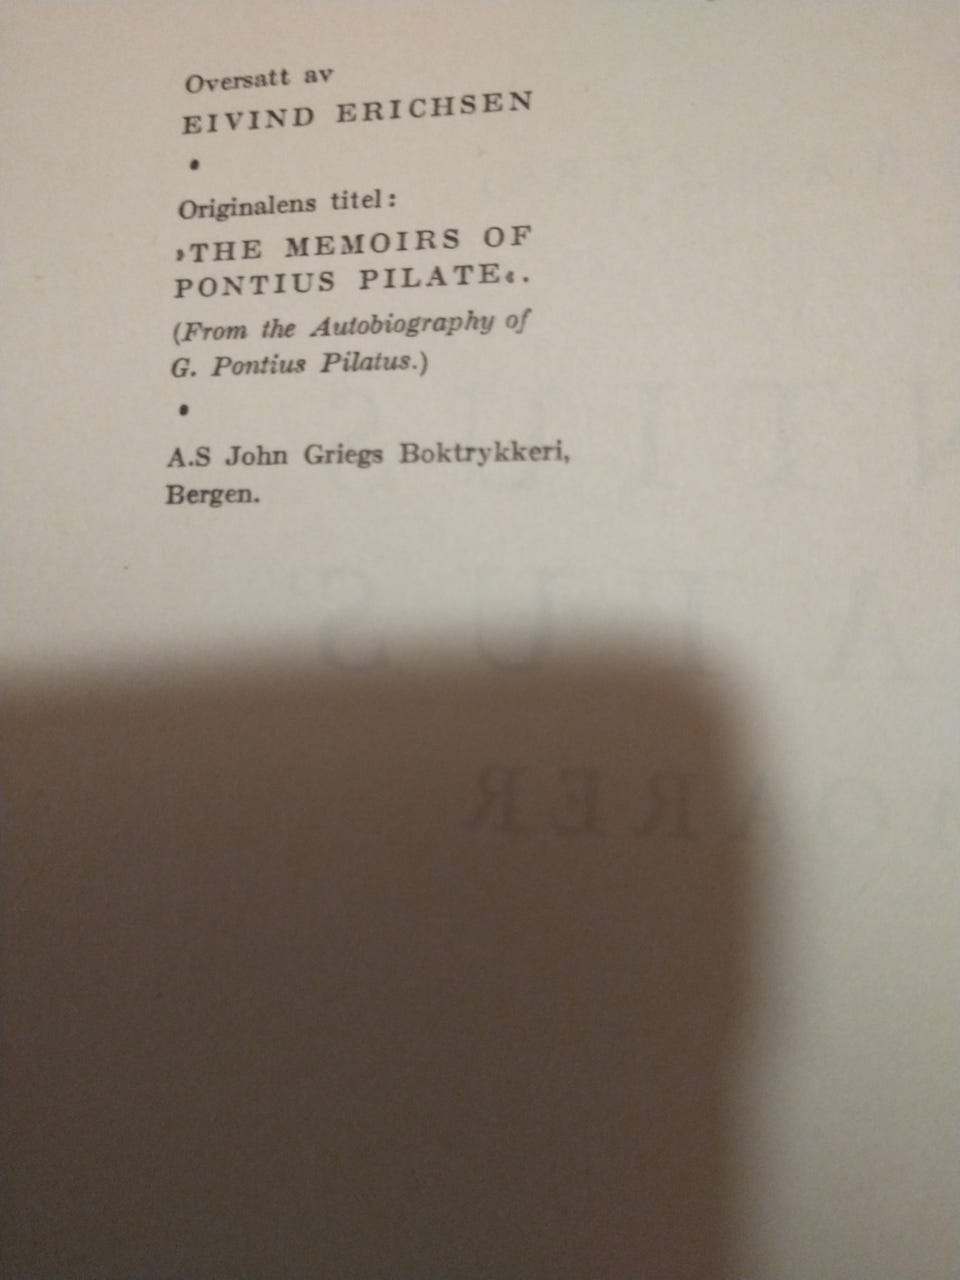 Oversatt av
EIVIND ERICHSEN
•
Originalens titel:
›THE MEMOIRS OF
PONTIUS PILATE‹.
(From the Autobiography of
G. Pontius Pilatus.)
•
A.S John Griegs Boktrykkeri,
Bergen.